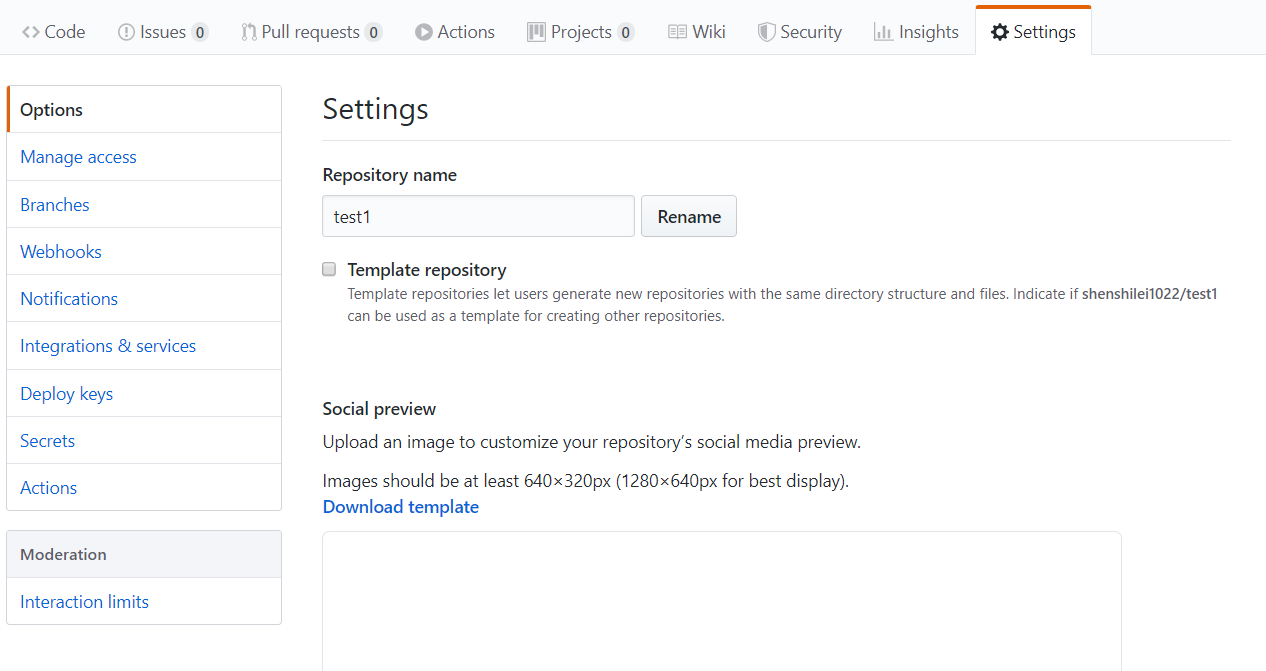 Code Issues 0 Pull requests 0 Actions Projects 0 Wiki Security Insights Settings
Options
Manage access
Branches
Webhooks
Notifications
Integrations & services
Deploy keys
Secrets
Actions
Moderation
Interaction limits
Settings
Repository name
test1 Rename
Template repository
Template repositories let users generate new repositories with the same directory structure and files. Indicate if shenshilei1022/test1
can be used as a template for creating other repositories.
Social preview
Upload an image to customize your repository’s social media preview.
Images should be at least 640×320px (1280×640px for best display).
Download template